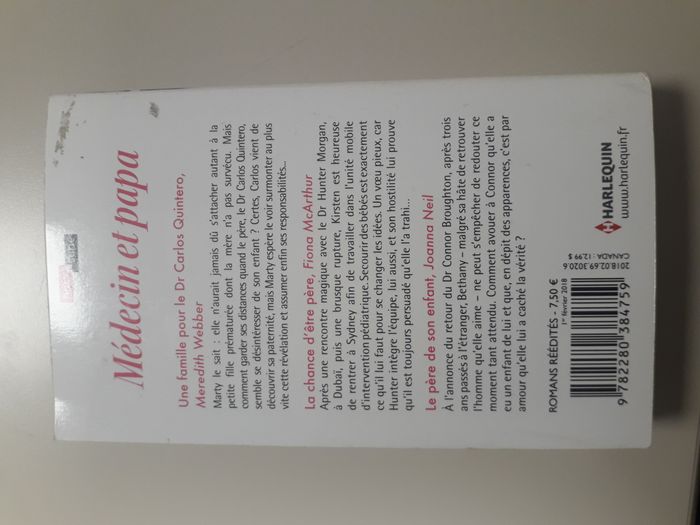 Médecin et papa
Une famille pour le Dr Carlos Quintero,
Meredith Webber
Marty le sait : elle n'aurait jamais dû s'attacher autant à la
petite fille prématurée dont la mère n'a pas survécu. Mais
comment garder ses distances quand le père, le Dr Carlos Quintero,
semble se désintéresser de son enfant ? Certes, Carlos vient de
découvrir sa paternité, mais Marty espère le voir surmonter au plus
vite cette révélation et assumer enfin ses responsabilités...
La chance d'être père, Fiona McArthur
Après une rencontre magique avec le Dr Hunter Morgan,
à Dubaï, puis une brusque rupture, Kirsten est heureuse
de rentrer à Sydney afin de travailler dans l'unité mobile
d'intervention pédiatrique. Secourir des bébés est exactement
ce qu'il lui faut pour se changer les idées. Un vœu pieux, car
Hunter intègre l'équipe, lui aussi, et son hostilité lui prouve
qu'il est toujours persuadé qu'elle l'a trahi...
Le père de son enfant, Joanna Neil
À l'annonce du retour du Dr Connor Broughton, après trois
ans passés à l'étranger, Bethany – malgré sa hâte de retrouver
l'homme qu'elle aime – ne peut s'empêcher de redouter ce
moment tant attendu. Comment avouer à Connor qu'elle a
eu un enfant de lui et que, en dépit des apparences, c'est par
amour qu'elle lui a caché la vérité ?
ROMANS RÉÉDITÉS - 7,50 €
1er février 2018
9 782280 384759
2018.02.69.3020.6
CANADA : 12,99 $
HARLEQUIN
www.harlequin.fr